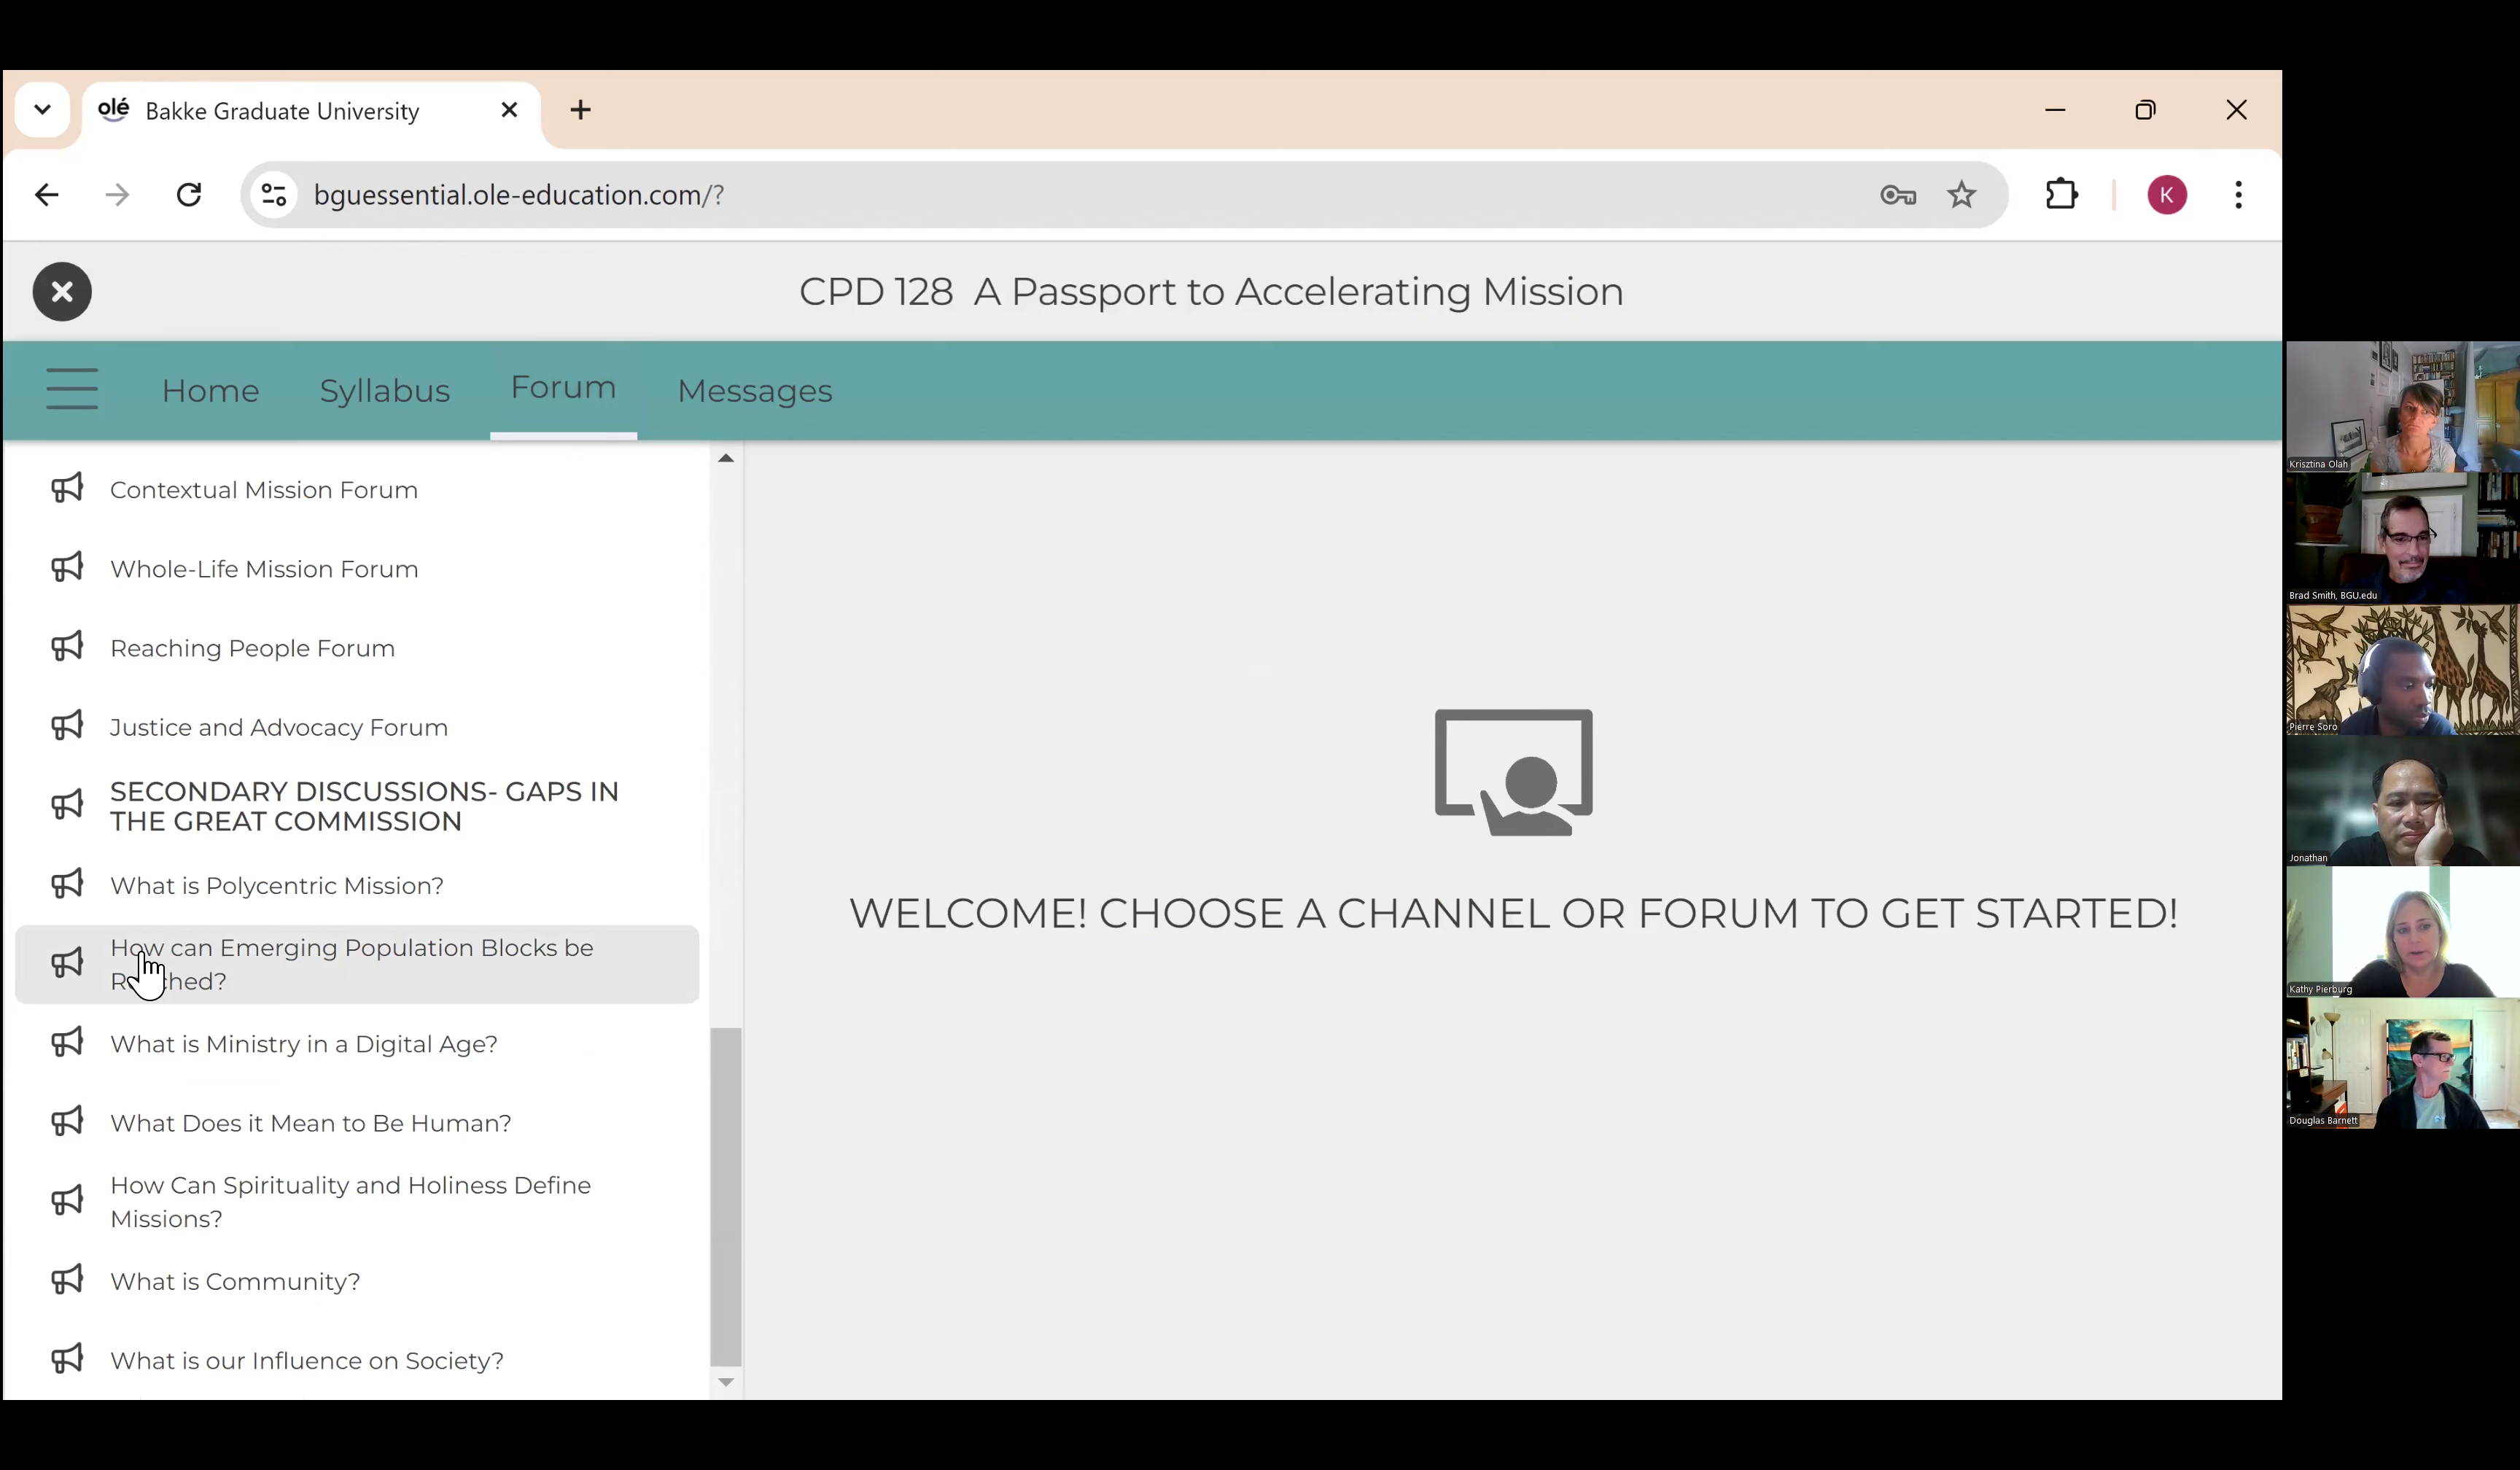 olé Bakke Graduate University
bguessential.ole-education.com/?
K
CPD 128 A Passport to Accelerating Mission
Home Syllabus Forum Messages
Contextual Mission Forum
Whole-Life Mission Forum
Reaching People Forum
Justice and Advocacy Forum
SECONDARY DISCUSSIONS- GAPS IN
THE GREAT COMMISSION
What is Polycentric Mission?
How can Emerging Population Blocks be
What is Ministry in a Digital Age?
What Does it Mean to Be Human?
How Can Spirituality and Holiness Define
Missions?
What is Community?
What is our Influence on Society?
WELCOME! CHOOSE A CHANNEL OR FORUM TO GET STARTED!
Krisztina Olah
Brad Smith, BGU.edu
Pierre Soro
Jonathan
Kathy Pierburg
Douglas Barnett